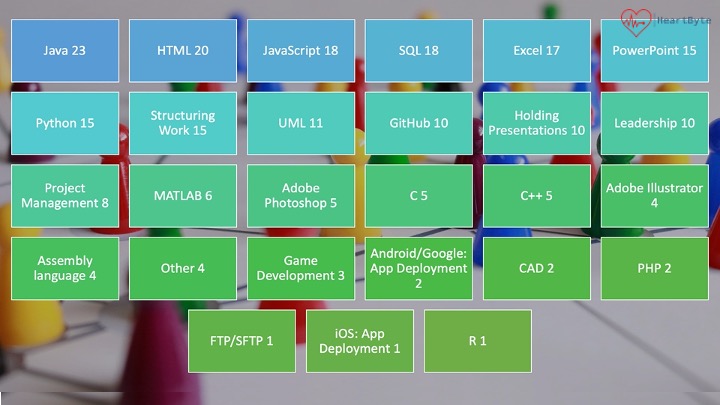 HeartByte
Java 23
HTML 20
JavaScript 18
SQL 18
Excel 17
PowerPoint 15
Python 15
Structuring
Work 15
UML 11
GitHub 10
Holding
Presentations 10
Leadership 10
Project
Management 8
MATLAB 6
Adobe
Photoshop 5
C 5
C++ 5
Adobe Illustrator
4
Assembly
language 4
Other 4
Game
Development 3
Android/Google:
App Deployment
2
CAD 2
PHP 2
FTP/SFTP 1
iOS: App
Deployment 1
R 1